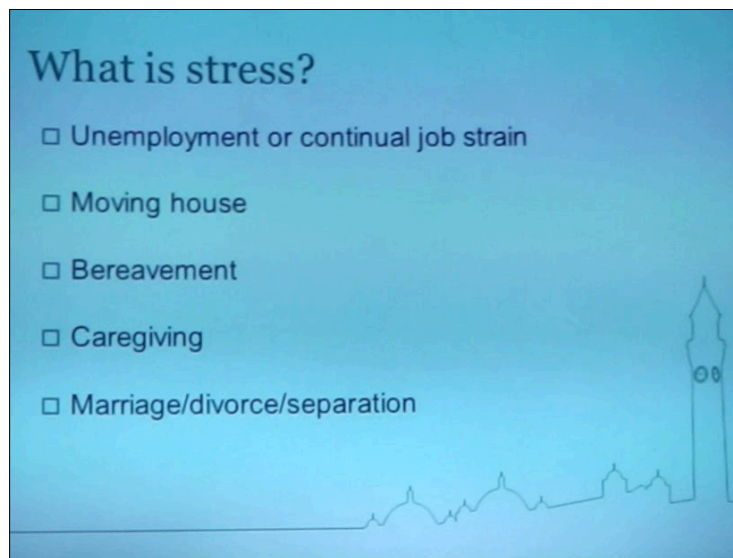 What is stress?
Unemployment or continual job strain
Moving house
Bereavement
Caregiving
Marriage/divorce/separation